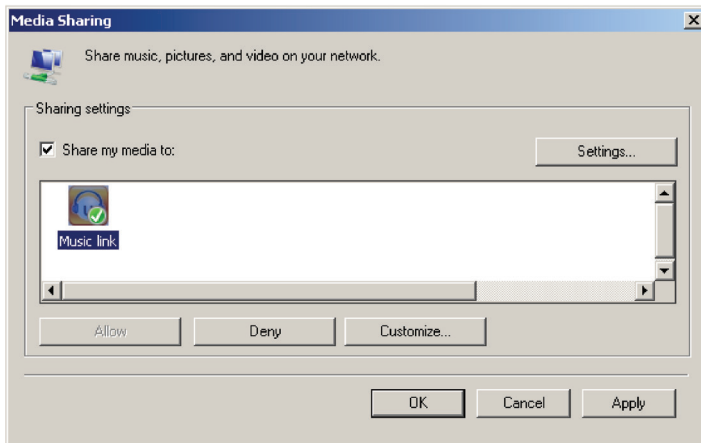 Media Sharing
Share music, pictures, and video on your network.
Sharing settings
Share my media to:
Settings...
Music link
Allow
Deny
Customize...
OK
Cancel
Apply